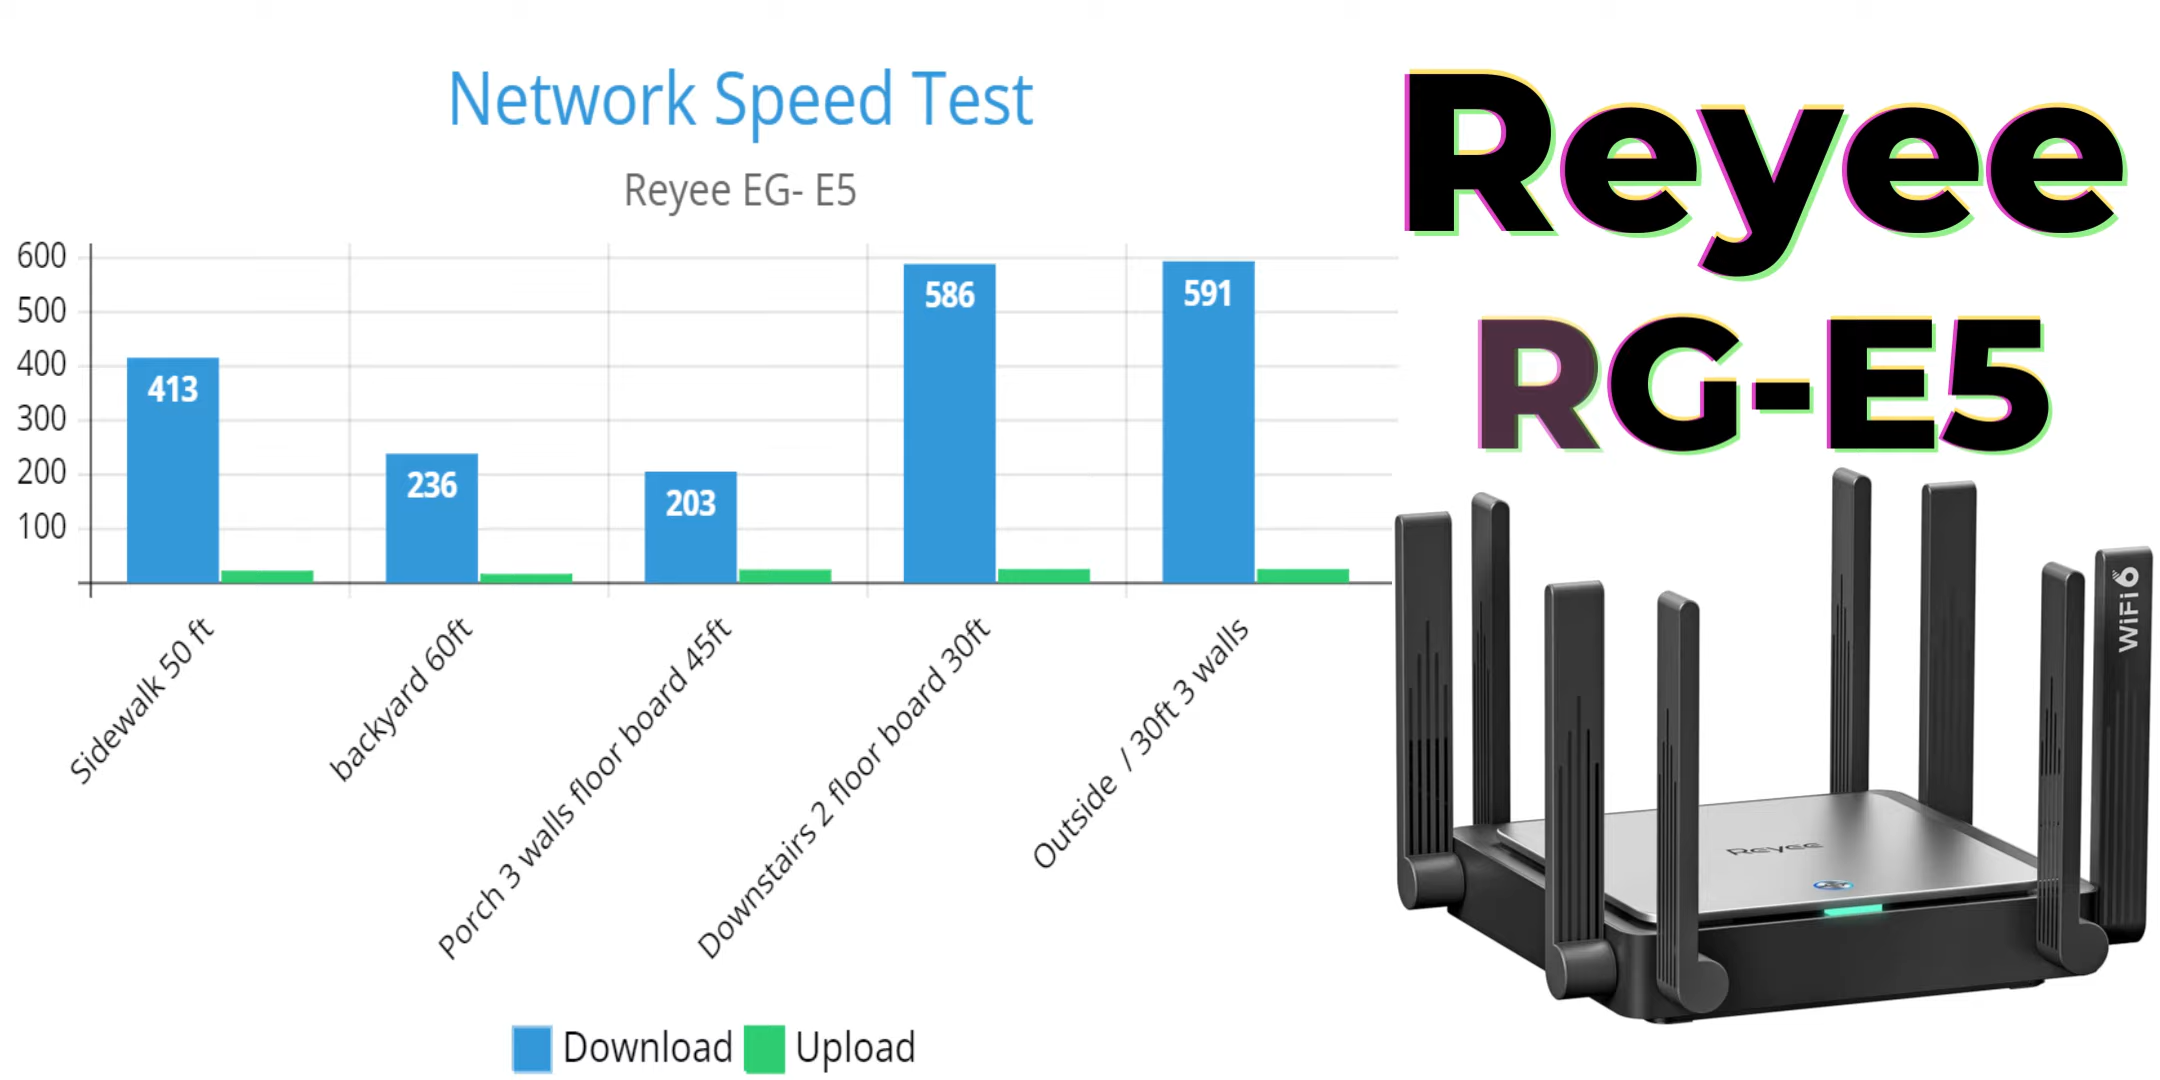 Network Speed Test
Reyee EG- E5
600
500
400
300
200
100
413
236
203
586
591
Sidewalk 50 ft
backyard 60ft
Porch 3 walls floor board 45ft
Downstairs 2 floor board 30ft
Outside / 30ft 3 walls
Download
Upload
Reyee
RG-E5
WiFi 6
Reyee